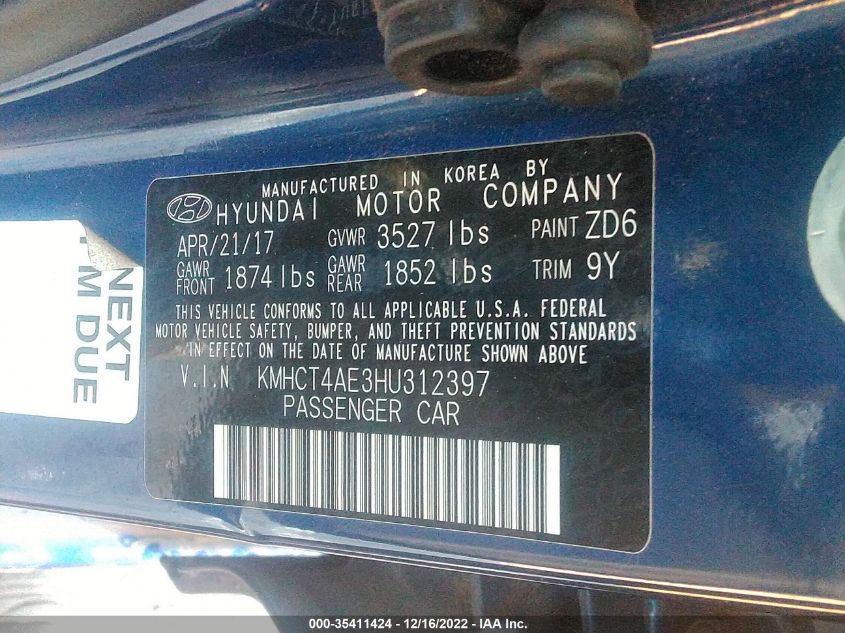 MANUFACTURED IN KOREA BY
HYUNDAI MOTOR COMPANY
APR/21/17 GVWR 3527 lbs PAINT ZD6
GAWR FRONT 1874 lbs GAWR REAR 1852 lbs TRIM 9Y
THIS VEHICLE CONFORMS TO ALL APPLICABLE U.S.A. FEDERAL
MOTOR VEHICLE SAFETY, BUMPER, AND THEFT PREVENTION STANDARDS
IN EFFECT ON THE DATE OF MANUFACTURE SHOWN ABOVE
V.I.N KMHCT4AE3HU312397
PASSENGER CAR
NEXT
M DUE
000-35411424 - 12/16/2022 - IAA Inc.